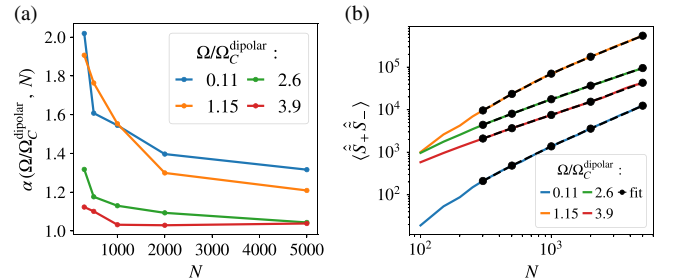 (a)
Ω/Ω_C^dipolar :
0.11 2.6
1.15 3.9
α(Ω/Ω_C^dipolar , N)
2.0
1.8
1.6
1.4
1.2
1.0
1000 2000 3000 4000 5000
N
(b)
⟨S̃̂₊S̃̂₋⟩
10⁵
10⁴
10³
10²
Ω/Ω_C^dipolar :
0.11 2.6 fit
1.15 3.9
10² 10³
N